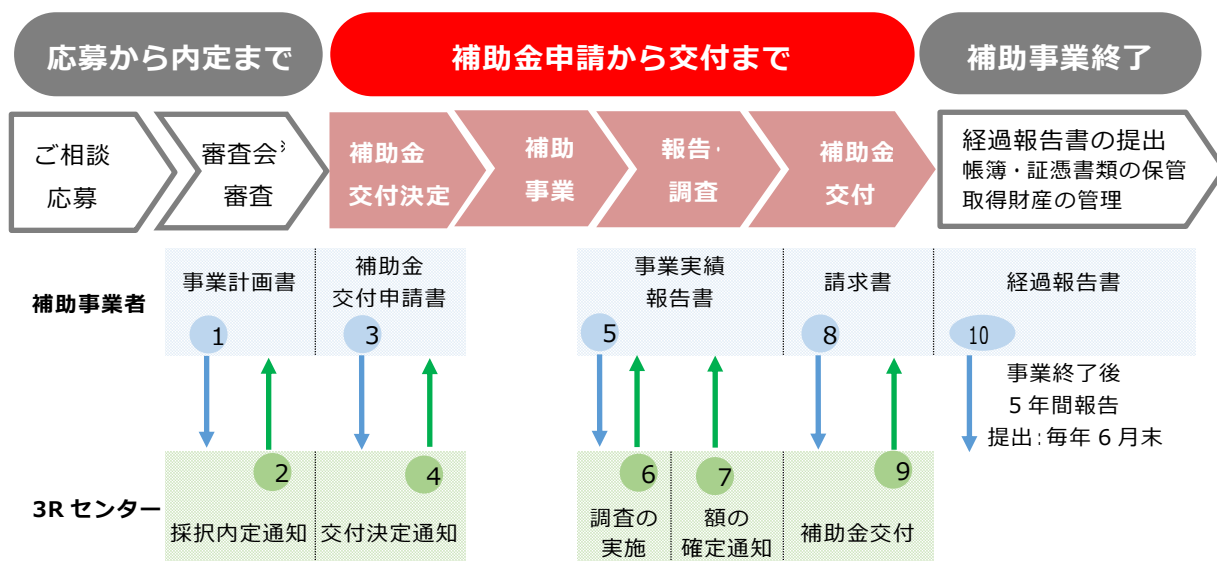 応募から内定まで
補助金申請から交付まで
補助事業終了
ご相談
応募
審査会
審査
補助金
交付決定
補助
事業
報告・
調査
補助金
交付
経過報告書の提出
帳簿・証憑書類の保管
取得財産の管理
補助事業者
事業計画書
補助金
交付申請書
事業実績
報告書
請求書
経過報告書
1
3
5
8
10
事業終了後
5年間報告
提出:毎年6月末
3Rセンター
2
4
6
7
9
採択内定通知
交付決定通知
調査の
実施
額の
確定通知
補助金交付